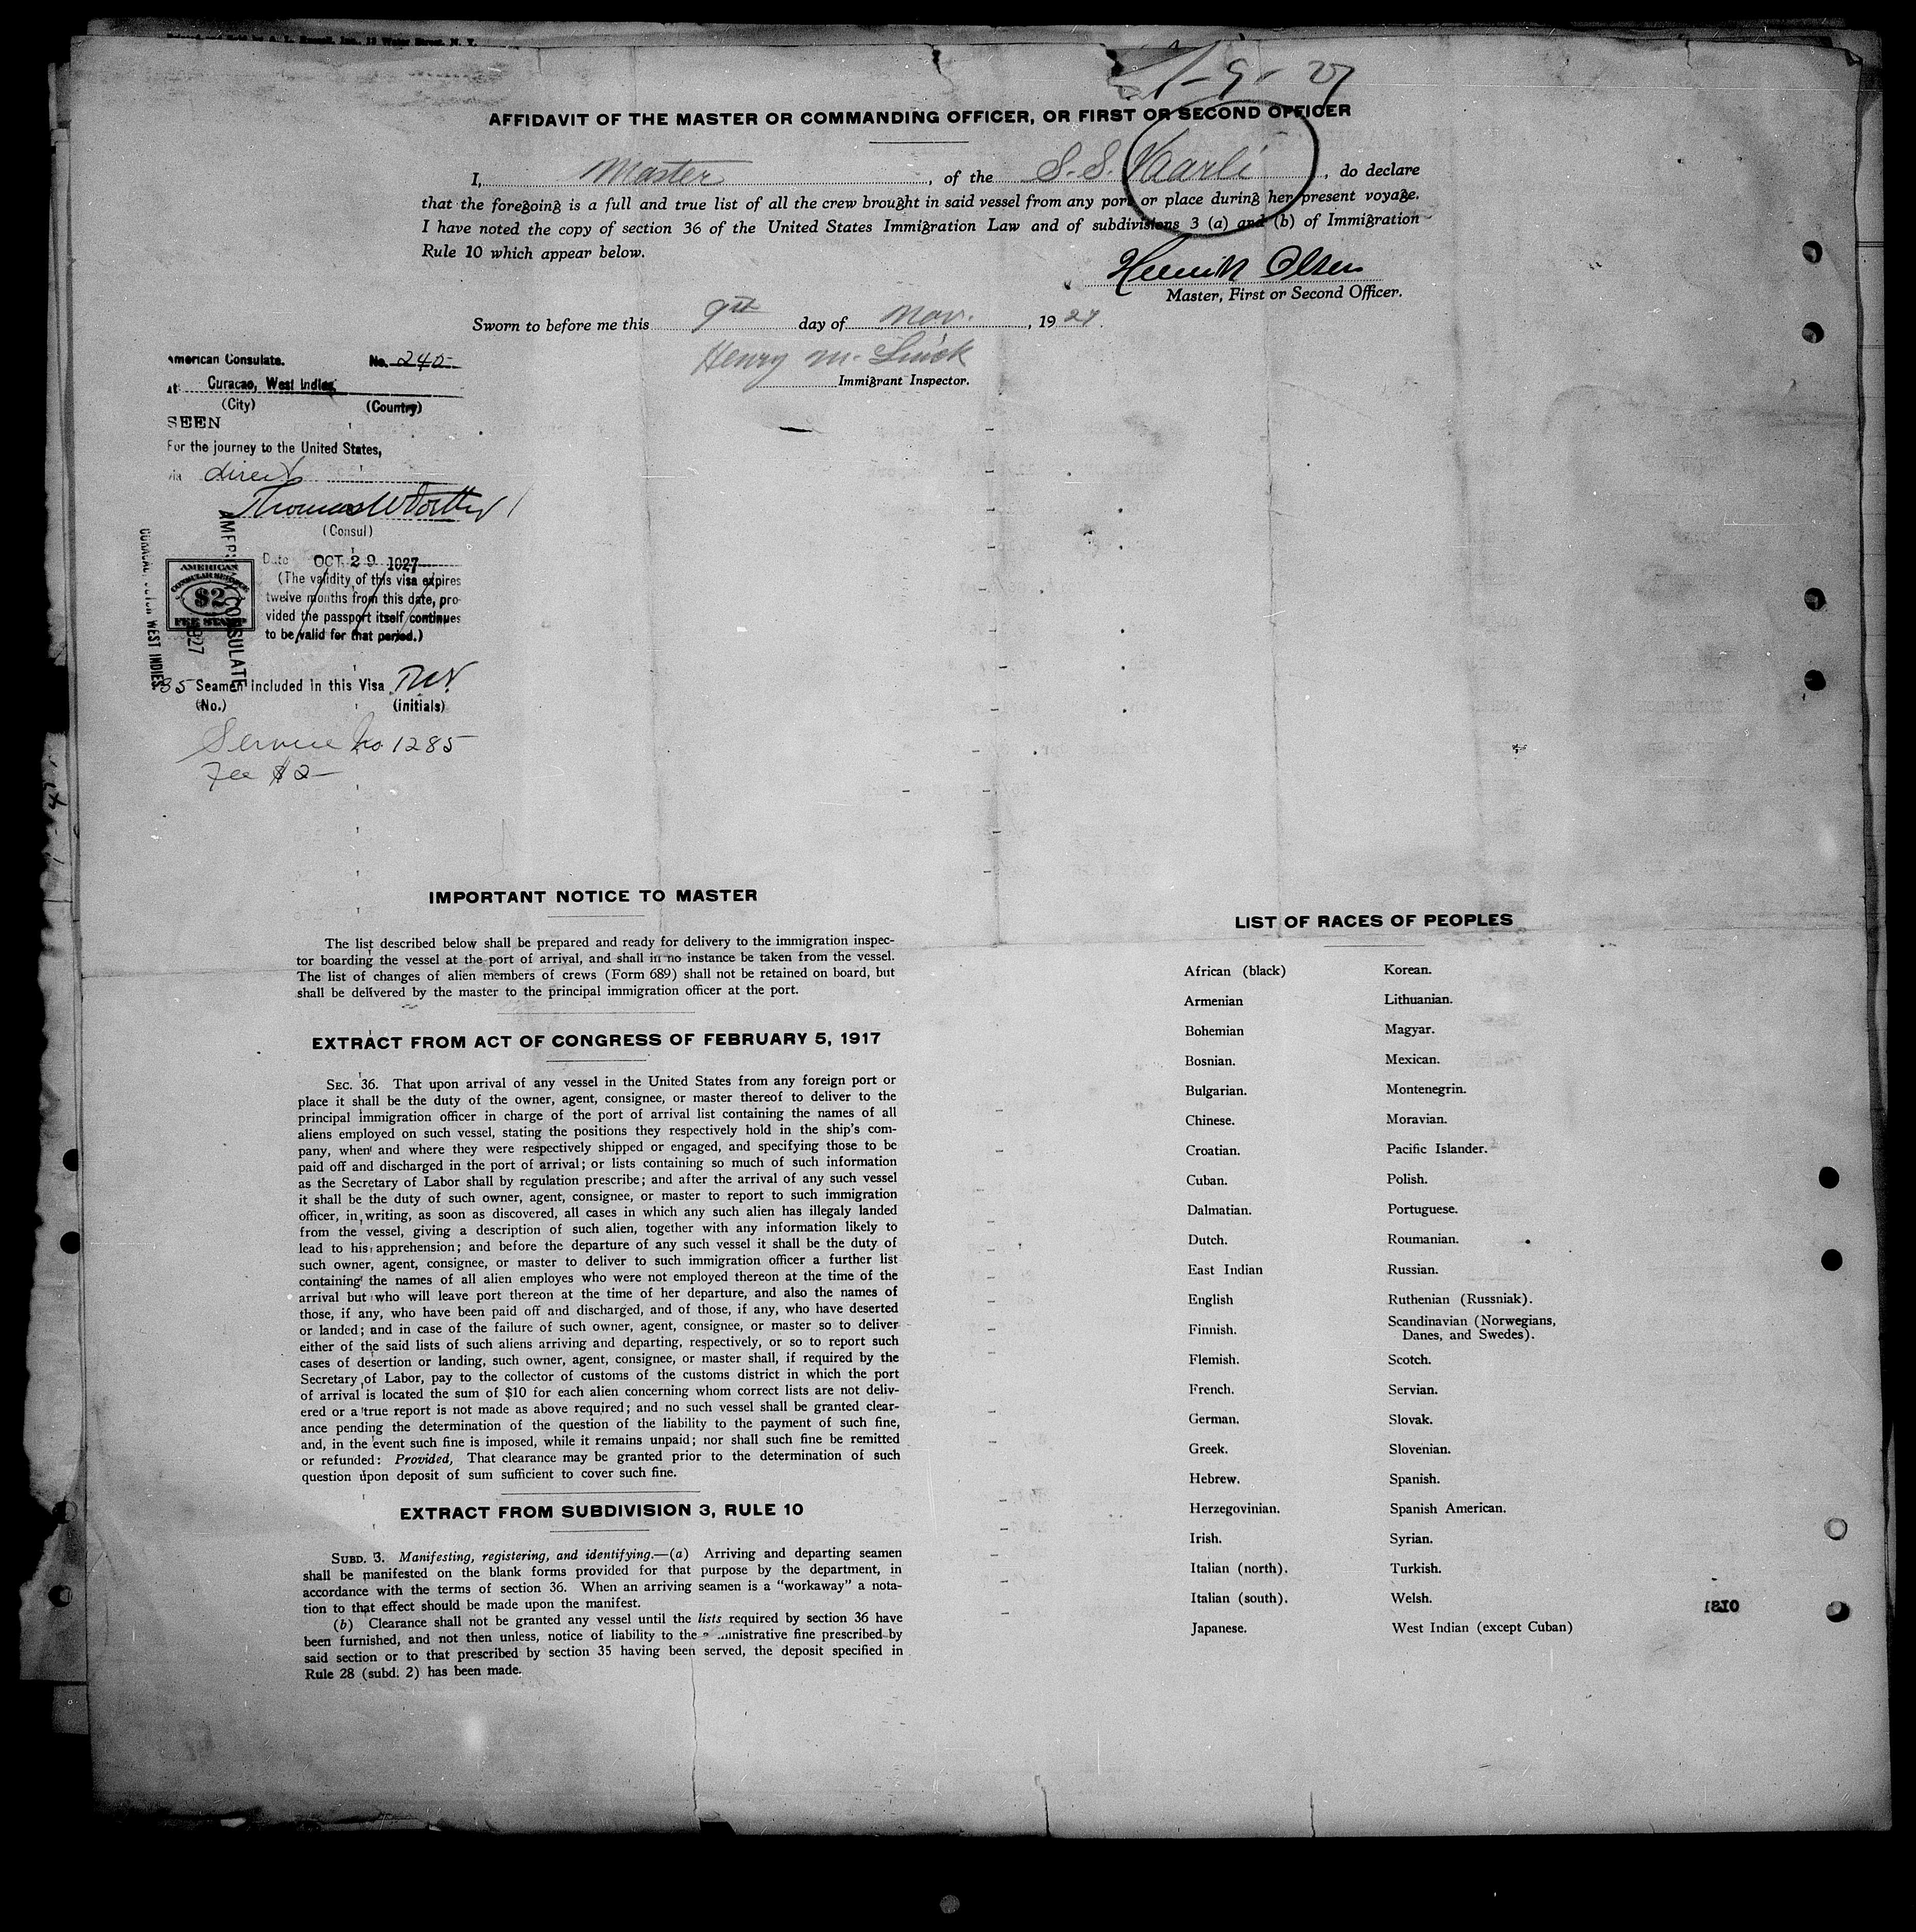 AFFIDAVIT OF THE MASTER OR COMMANDING OFFICER, OR FIRST OR SECOND OFFICER
I, Master, of the S.S. Karli, do declare
that the foregoing is a full and true list of all the crew brought in said vessel from any port or place during her present voyage.
I have noted the copy of section 36 of the United States Immigration Law and of subdivisions 3 (a) and (b) of Immigration
Rule 10 which appear below.
Henrik Olsen
Master, First or Second Officer.
Sworn to before me this 9th day of Nov., 1927.
Henry M.
Immigrant Inspector.
American Consulate. No. 245
At Curacao, West Indies
(City) (Country)
SEEN
For the journey to the United States,
Via direct
Thomas W
(Consul)
AMERICAN CONSULATE
CURACAO, DUTCH WEST INDIES
AMERICAN
CONSULAR SERVICE
$2
FEE STAMP
Date OCT 29 1927
(The validity of this visa expires
twelve months from this date, pro-
vided the passport itself continues
to be valid for that period.)
35 Seamen included in this Visa
(No.) (initials)
Service No 1285
Fee $2-
IMPORTANT NOTICE TO MASTER
The list described below shall be prepared and ready for delivery to the immigration inspec-
tor boarding the vessel at the port of arrival, and shall in no instance be taken from the vessel.
The list of changes of alien members of crews (Form 689) shall not be retained on board, but
shall be delivered by the master to the principal immigration officer at the port.
EXTRACT FROM ACT OF CONGRESS OF FEBRUARY 5, 1917
SEC. 36. That upon arrival of any vessel in the United States from any foreign port or
place it shall be the duty of the owner, agent, consignee, or master thereof to deliver to the
principal immigration officer in charge of the port of arrival list containing the names of all
aliens employed on such vessel, stating the positions they respectively hold in the ship's com-
pany, when and where they were respectively shipped or engaged, and specifying those to be
paid off and discharged in the port of arrival; or lists containing so much of such information
as the Secretary of Labor shall by regulation prescribe; and after the arrival of any such vessel
it shall be the duty of such owner, agent, consignee, or master to report to such immigration
officer, in writing, as soon as discovered, all cases in which any such alien has illegaly landed
from the vessel, giving a description of such alien, together with any information likely to
lead to his apprehension; and before the departure of any such vessel it shall be the duty of
such owner, agent, consignee, or master to deliver to such immigration officer a further list
containing the names of all alien employes who were not employed thereon at the time of the
arrival but who will leave port thereon at the time of her departure, and also the names of
those, if any, who have been paid off and discharged, and of those, if any, who have deserted
or landed; and in case of the failure of such owner, agent, consignee, or master so to deliver
either of the said lists of such aliens arriving and departing, respectively, or so to report such
cases of desertion or landing, such owner, agent, consignee, or master shall, if required by the
Secretary of Labor, pay to the collector of customs of the customs district in which the port
of arrival is located the sum of $10 for each alien concerning whom correct lists are not deliv-
ered or a true report is not made as above required; and no such vessel shall be granted clear-
ance pending the determination of the question of the liability to the payment of such fine,
and, in the event such fine is imposed, while it remains unpaid; nor shall such fine be remitted
or refunded: Provided, That clearance may be granted prior to the determination of such
question upon deposit of sum sufficient to cover such fine.
EXTRACT FROM SUBDIVISION 3, RULE 10
SUBD. 3. Manifesting, registering, and identifying.—(a) Arriving and departing seamen
shall be manifested on the blank forms provided for that purpose by the department, in
accordance with the terms of section 36. When an arriving seamen is a "workaway" a nota-
tion to that effect should be made upon the manifest.
(b) Clearance shall not be granted any vessel until the lists required by section 36 have
been furnished, and not then unless, notice of liability to the administrative fine prescribed by
said section or to that prescribed by section 35 having been served, the deposit specified in
Rule 28 (subd. 2) has been made.
LIST OF RACES OF PEOPLES
African (black) Korean.
Armenian Lithuanian.
Bohemian Magyar.
Bosnian. Mexican.
Bulgarian. Montenegrin.
Chinese. Moravian.
Croatian. Pacific Islander.
Cuban. Polish.
Dalmatian. Portuguese.
Dutch. Roumanian.
East Indian Russian.
English Ruthenian (Russniak).
Finnish. Scandinavian (Norwegians,
Danes, and Swedes).
Flemish. Scotch.
French. Servian.
German. Slovak.
Greek. Slovenian.
Hebrew. Spanish.
Herzegovinian. Spanish American.
Irish. Syrian.
Italian (north). Turkish.
Italian (south). Welsh.
Japanese. West Indian (except Cuban)